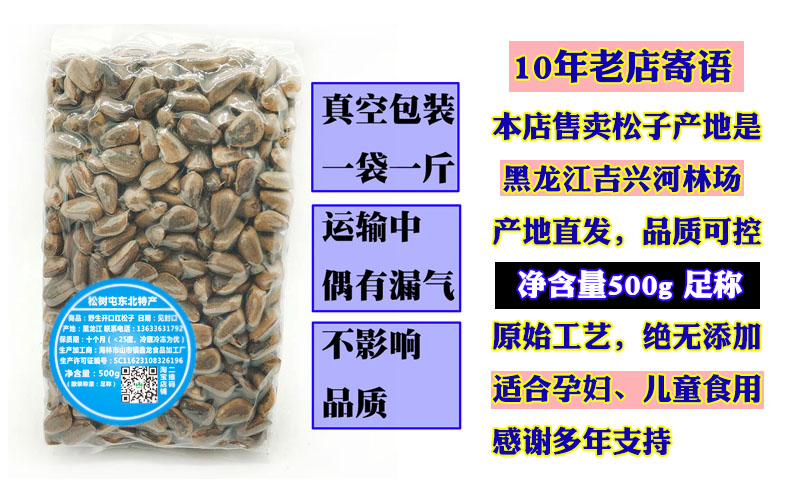 真空包装
一袋一斤
运输中
偶有漏气
不影响
品质
10年老店寄语
本店售卖松子产地是
黑龙江吉兴河林场
产地直发，品质可控
净含量500g 足称
原始工艺，绝无添加
适合孕妇、儿童食用
感谢多年支持
松树屯东北特产
商品：野生开口红松子 日期：见封口
产地：黑龙江 联系电话：13633631792
保质期：十个月（<25度，冷藏冷冻为优）
生产加工商：海林市山市镇鑫龙食品加工厂
生产许可证编号：SC11623108326196
净含量：500g
（散装称重：足称）
二维码
淘宝店铺